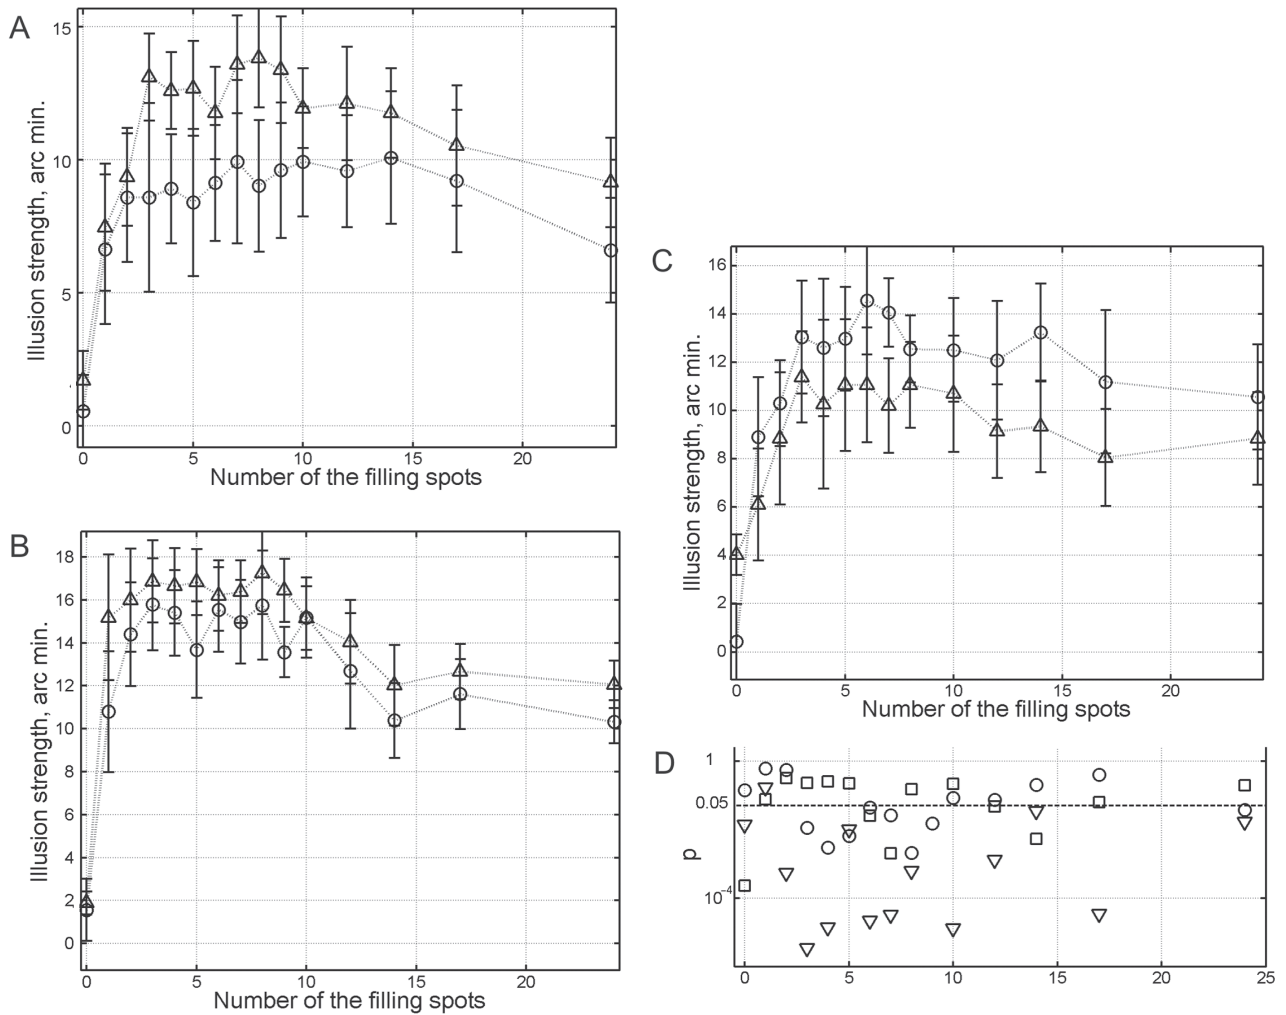 A
15
10
5
0
Illusion strength, arc min.
0 5 10 15 20
Number of the filling spots
B
18
16
14
12
10
8
6
4
2
0
Illusion strength, arc min.
0 5 10 15 20
Number of the filling spots
C
16
14
12
10
8
6
4
2
0
Illusion strength, arc min.
0 5 10 15 20
Number of the filling spots
D
1
0.05
10⁻⁴
p
0 5 10 15 20 25